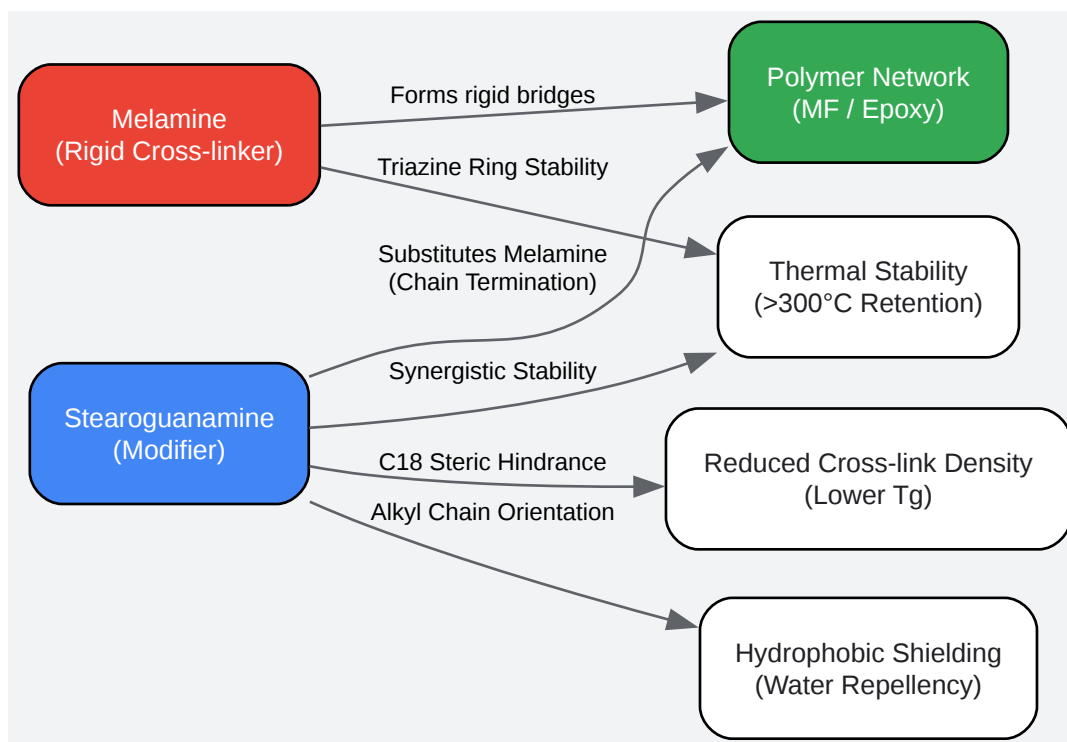 Melamine
(Rigid Cross-linker)
Forms rigid bridges
Polymer Network
(MF / Epoxy)
Triazine Ring Stability
Substitutes Melamine
(Chain Termination)
Thermal Stability
(>300°C Retention)
Stearoguanamine
(Modifier)
Synergistic Stability
C18 Steric Hindrance
Reduced Cross-link Density
(Lower Tg)
Alkyl Chain Orientation
Hydrophobic Shielding
(Water Repellency)